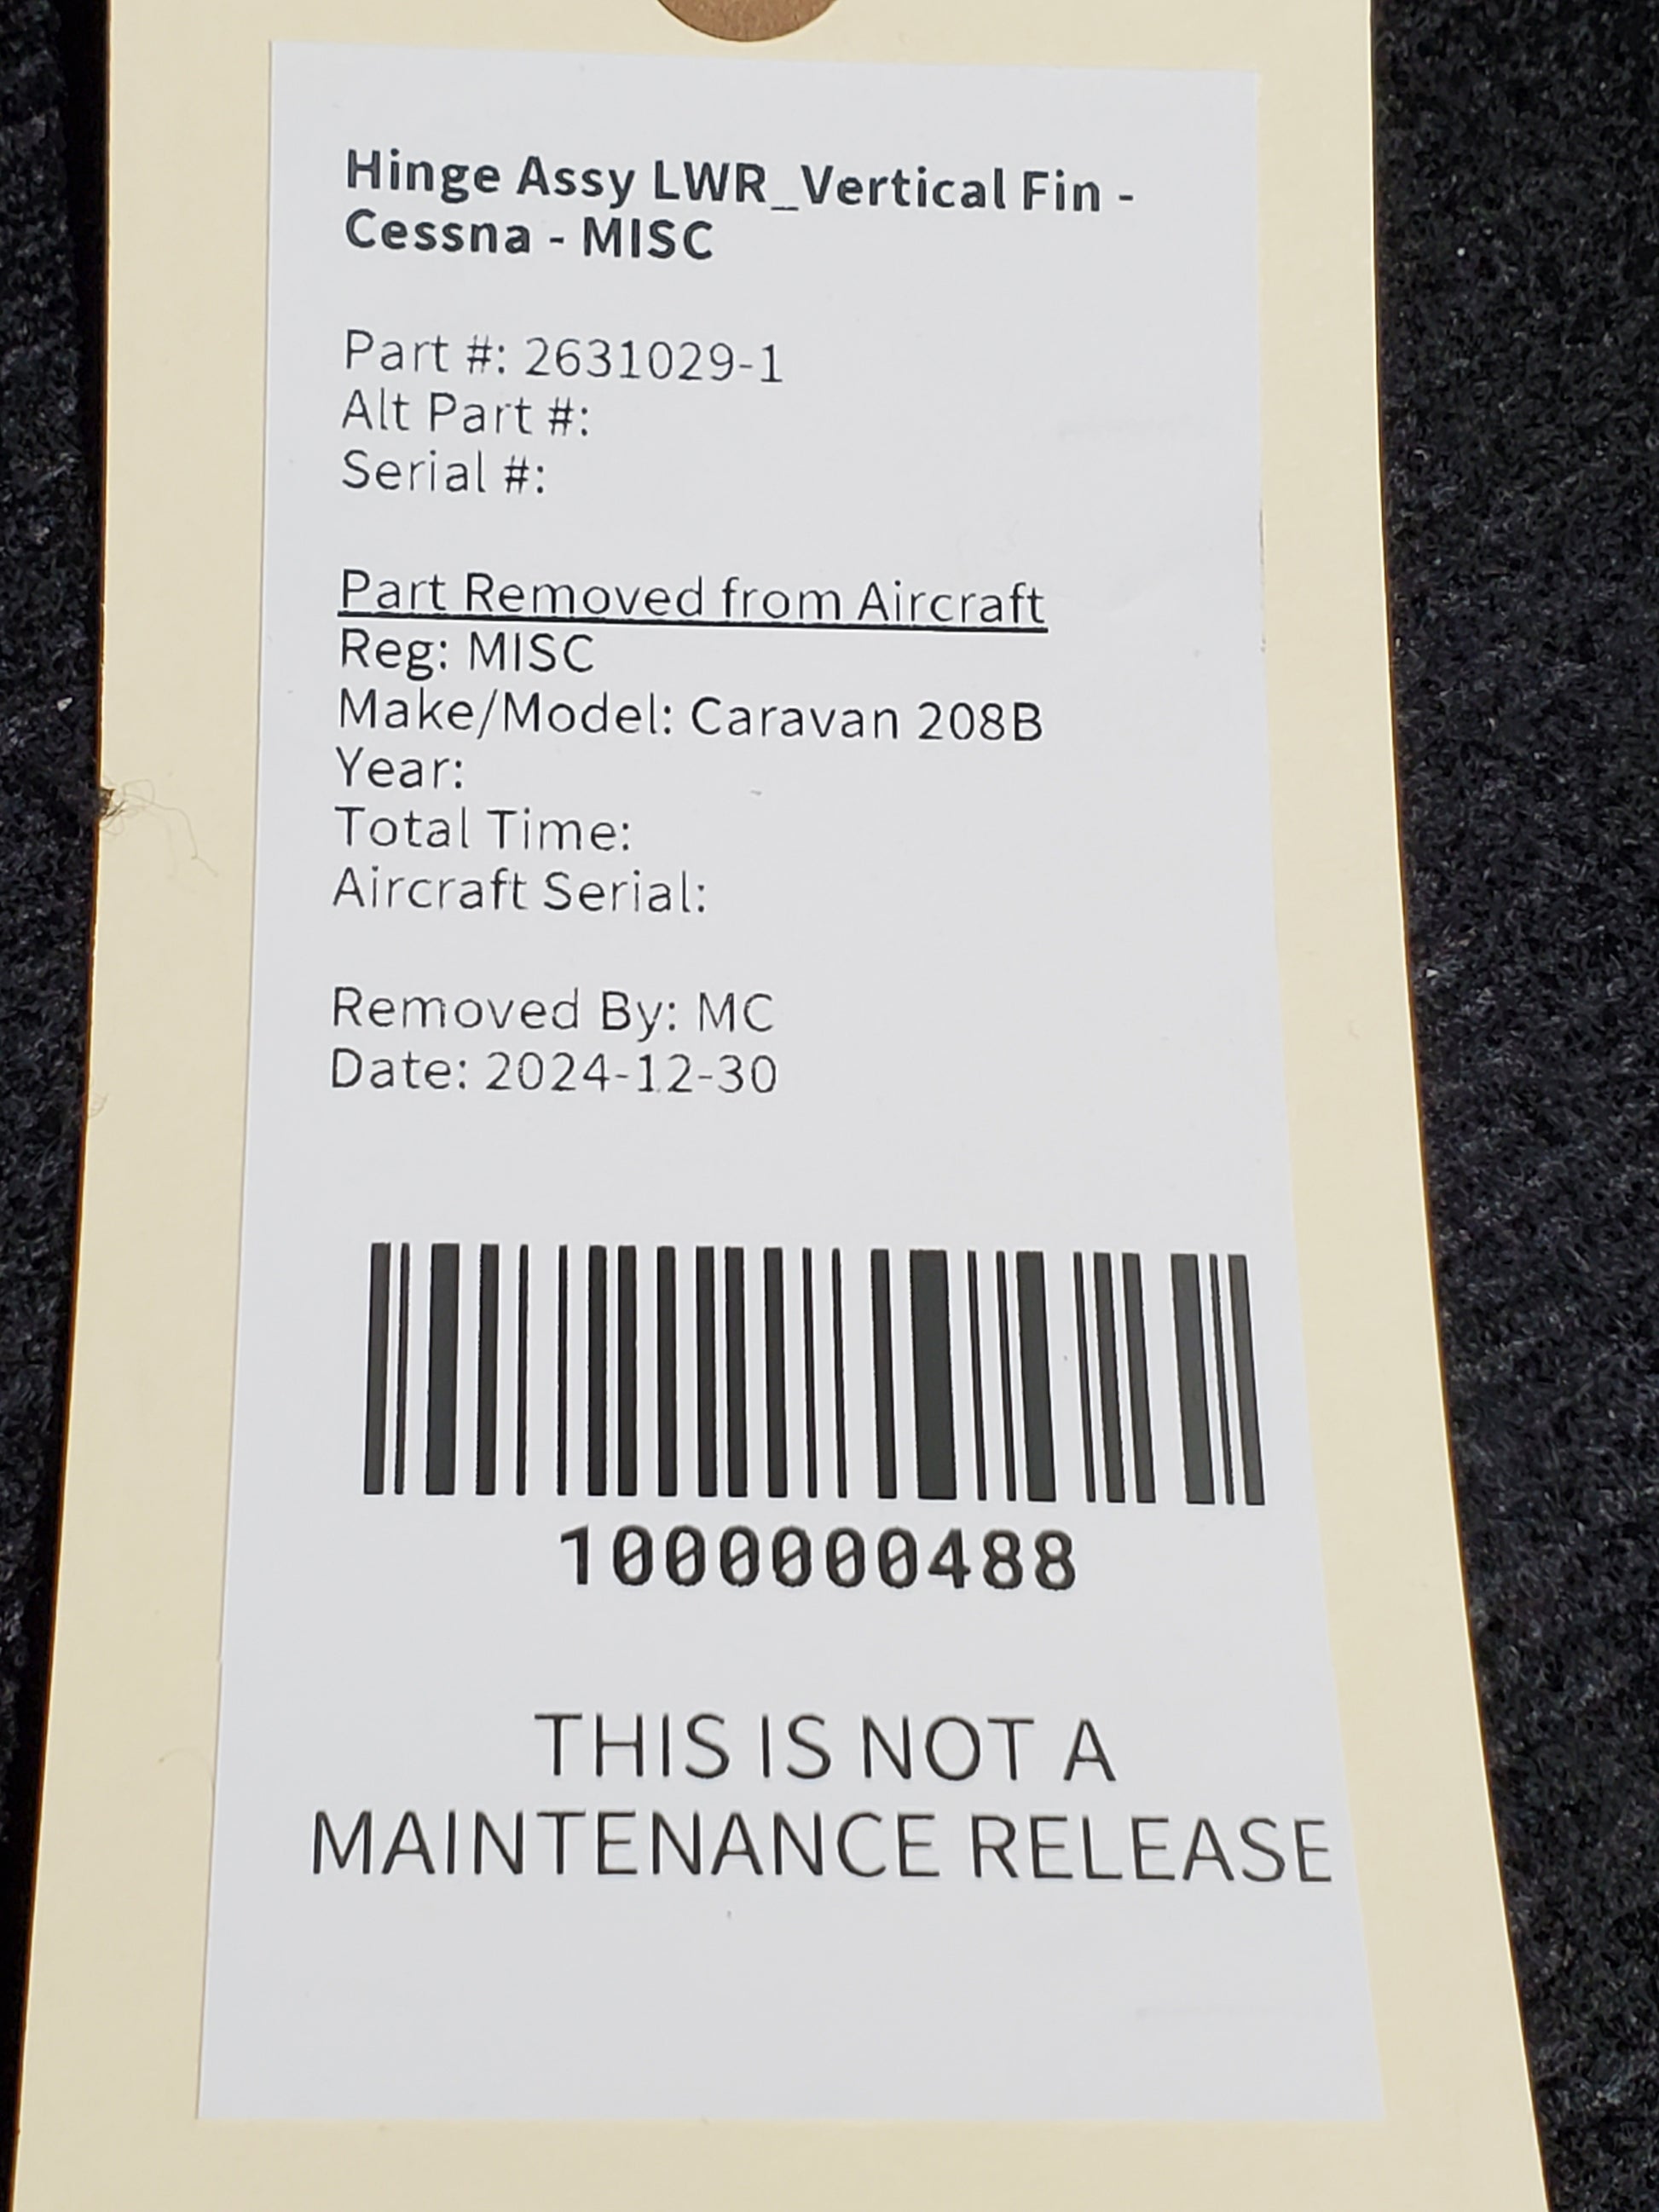 Hinge Assy LWR_Vertical Fin -
Cessna - MISC
Part #: 2631029-1
Alt Part #:
Serial #:
Part Removed from Aircraft
Reg: MISC
Make/Model: Caravan 208B
Year:
Total Time:
Aircraft Serial:
Removed By: MC
Date: 2024-12-30
1000000488
THIS IS NOT A
MAINTENANCE RELEASE